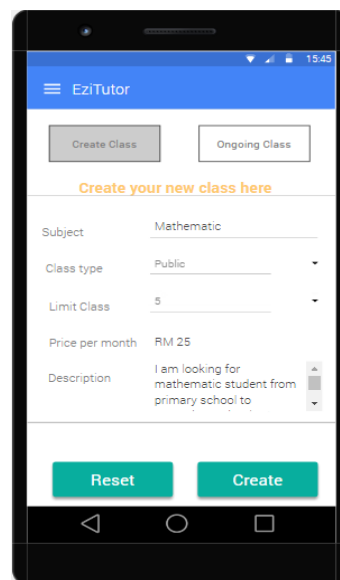 15:45
EziTutor
Create Class
Ongoing Class
Create your new class here
Subject
Mathematic
Class type
Public
Limit Class
5
Price per month
RM 25
Description
I am looking for
mathematic student from
primary school to
Reset
Create